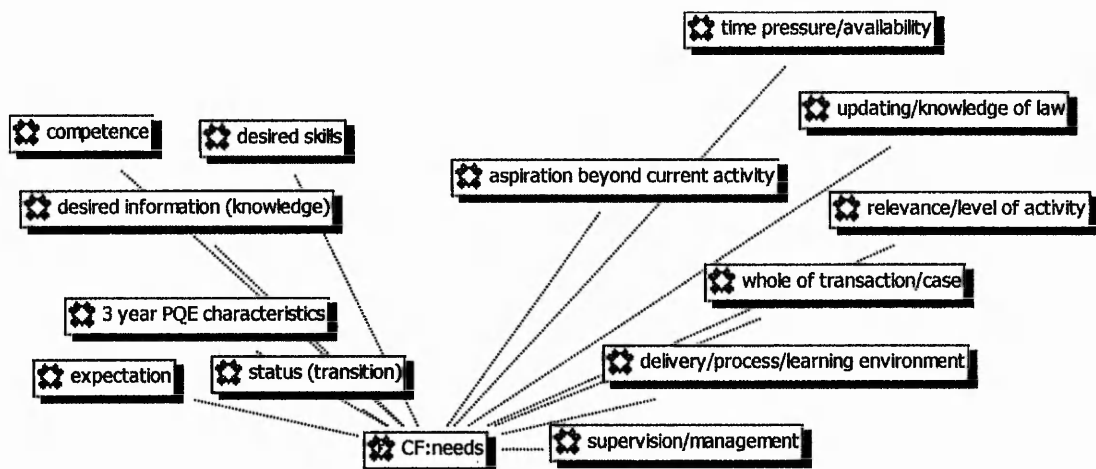 time pressure/availability
updating/knowledge of law
competence
desired skills
aspiration beyond current activity
desired information (knowledge)
relevance/level of activity
whole of transaction/case
3 year PQE characteristics
delivery/process/learning environment
expectation
status (transition)
CF:needs
supervision/management